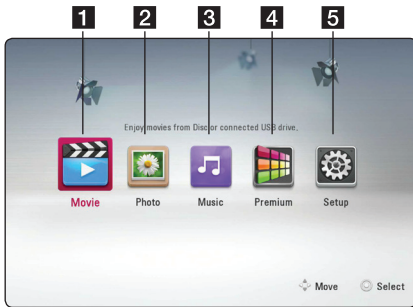 1 2 3 4 5
Enjoy movies from Disc or connected USB drive.
Movie Photo Music Premium Setup
Move Select